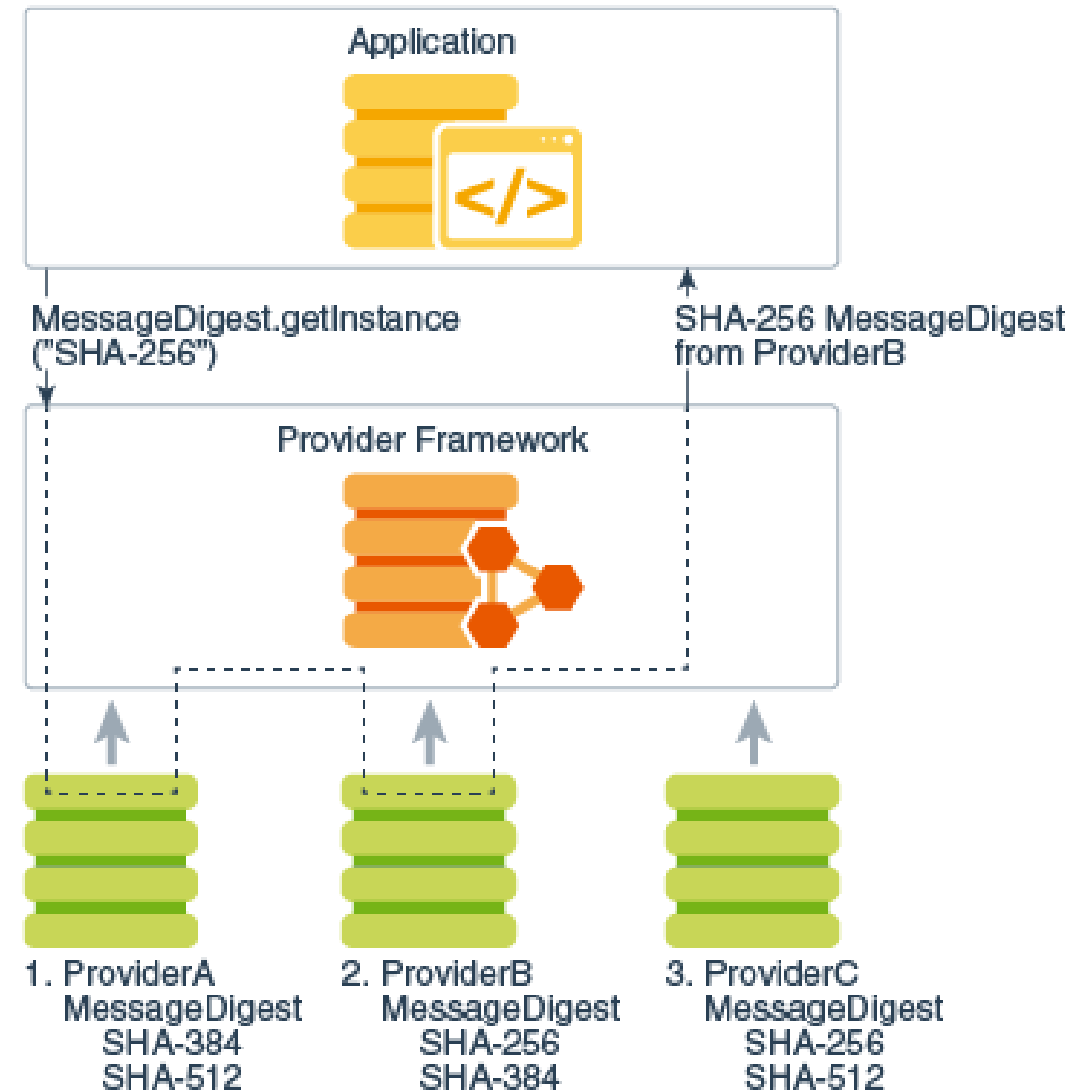 Application
</>
MessageDigest.getInstance
("SHA-256")
SHA-256 MessageDigest
from ProviderB
Provider Framework
1. ProviderA
MessageDigest
SHA-384
SHA-512
2. ProviderB
MessageDigest
SHA-256
SHA-384
3. ProviderC
MessageDigest
SHA-256
SHA-512